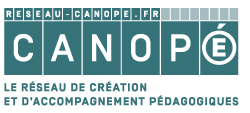 RESEAU-CANOPE.FR
CANOPÉ
LE RÉSEAU DE CRÉATION
ET D'ACCOMPAGNEMENT PÉDAGOGIQUES